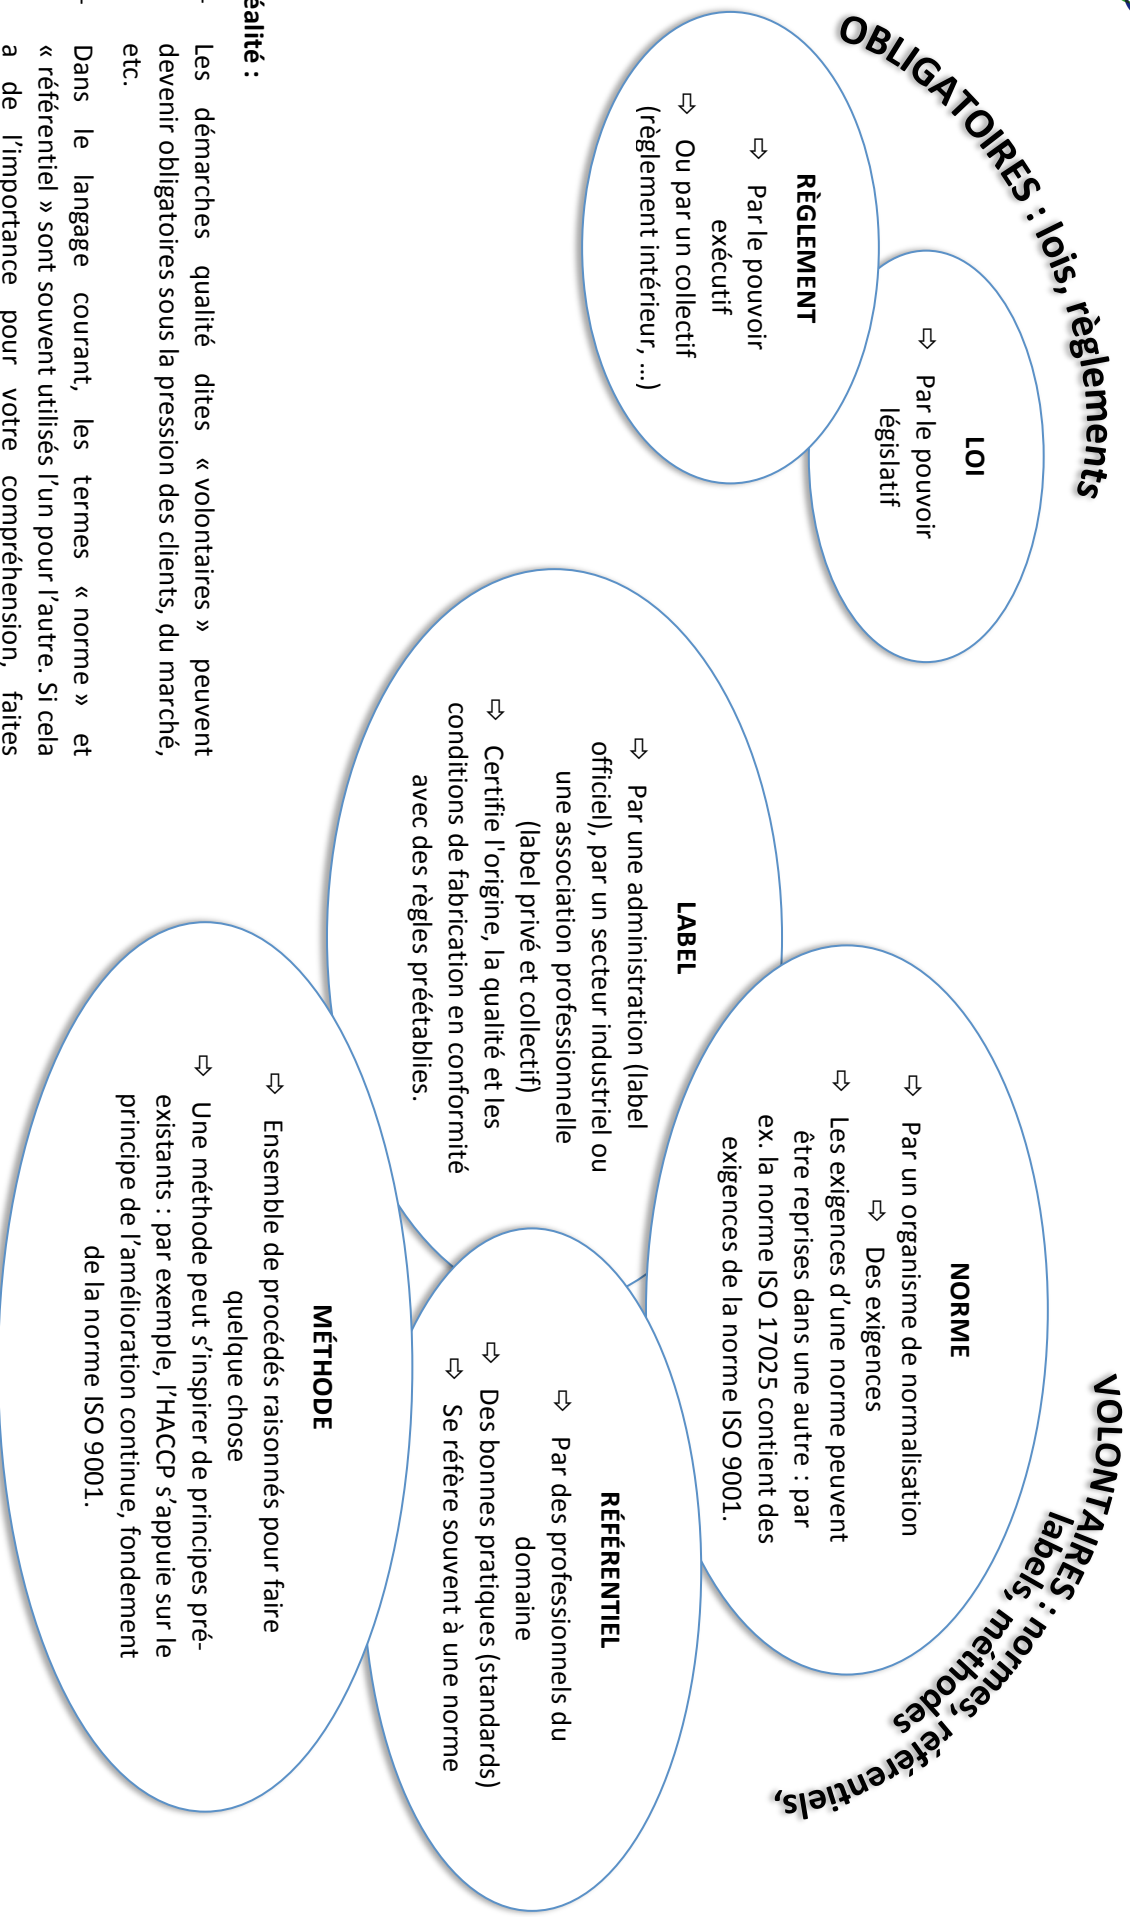 OBLIGATOIRES : lois, règlements
LOI
⇨ Par le pouvoir
législatif
RÈGLEMENT
⇨ Par le pouvoir
exécutif
⇨ Ou par un collectif
(règlement intérieur, ...)
VOLONTAIRES : normes, référentiels,
labels, méthodes
NORME
⇨ Par un organisme de normalisation
⇨ Des exigences
⇨ Les exigences d’une norme peuvent
être reprises dans une autre : par
ex. la norme ISO 17025 contient des
exigences de la norme ISO 9001.
LABEL
⇨ Par une administration (label
officiel), par un secteur industriel ou
une association professionnelle
(label privé et collectif)
⇨ Certifie l'origine, la qualité et les
conditions de fabrication en conformité
avec des règles préétablies.
RÉFÉRENTIEL
⇨ Par des professionnels du
domaine
⇨ Des bonnes pratiques (standards)
⇨ Se réfère souvent à une norme
MÉTHODE
⇨ Ensemble de procédés raisonnés pour faire
quelque chose
⇨ Une méthode peut s’inspirer de principes pré-
existants : par exemple, l’HACCP s’appuie sur le
principe de l’amélioration continue, fondement
de la norme ISO 9001.
éalité :
- Les démarches qualité dites « volontaires » peuvent
devenir obligatoires sous la pression des clients, du marché,
etc.
- Dans le langage courant, les termes « norme » et
« référentiel » sont souvent utilisés l’un pour l’autre. Si cela
a de l’importance pour votre compréhension, faites